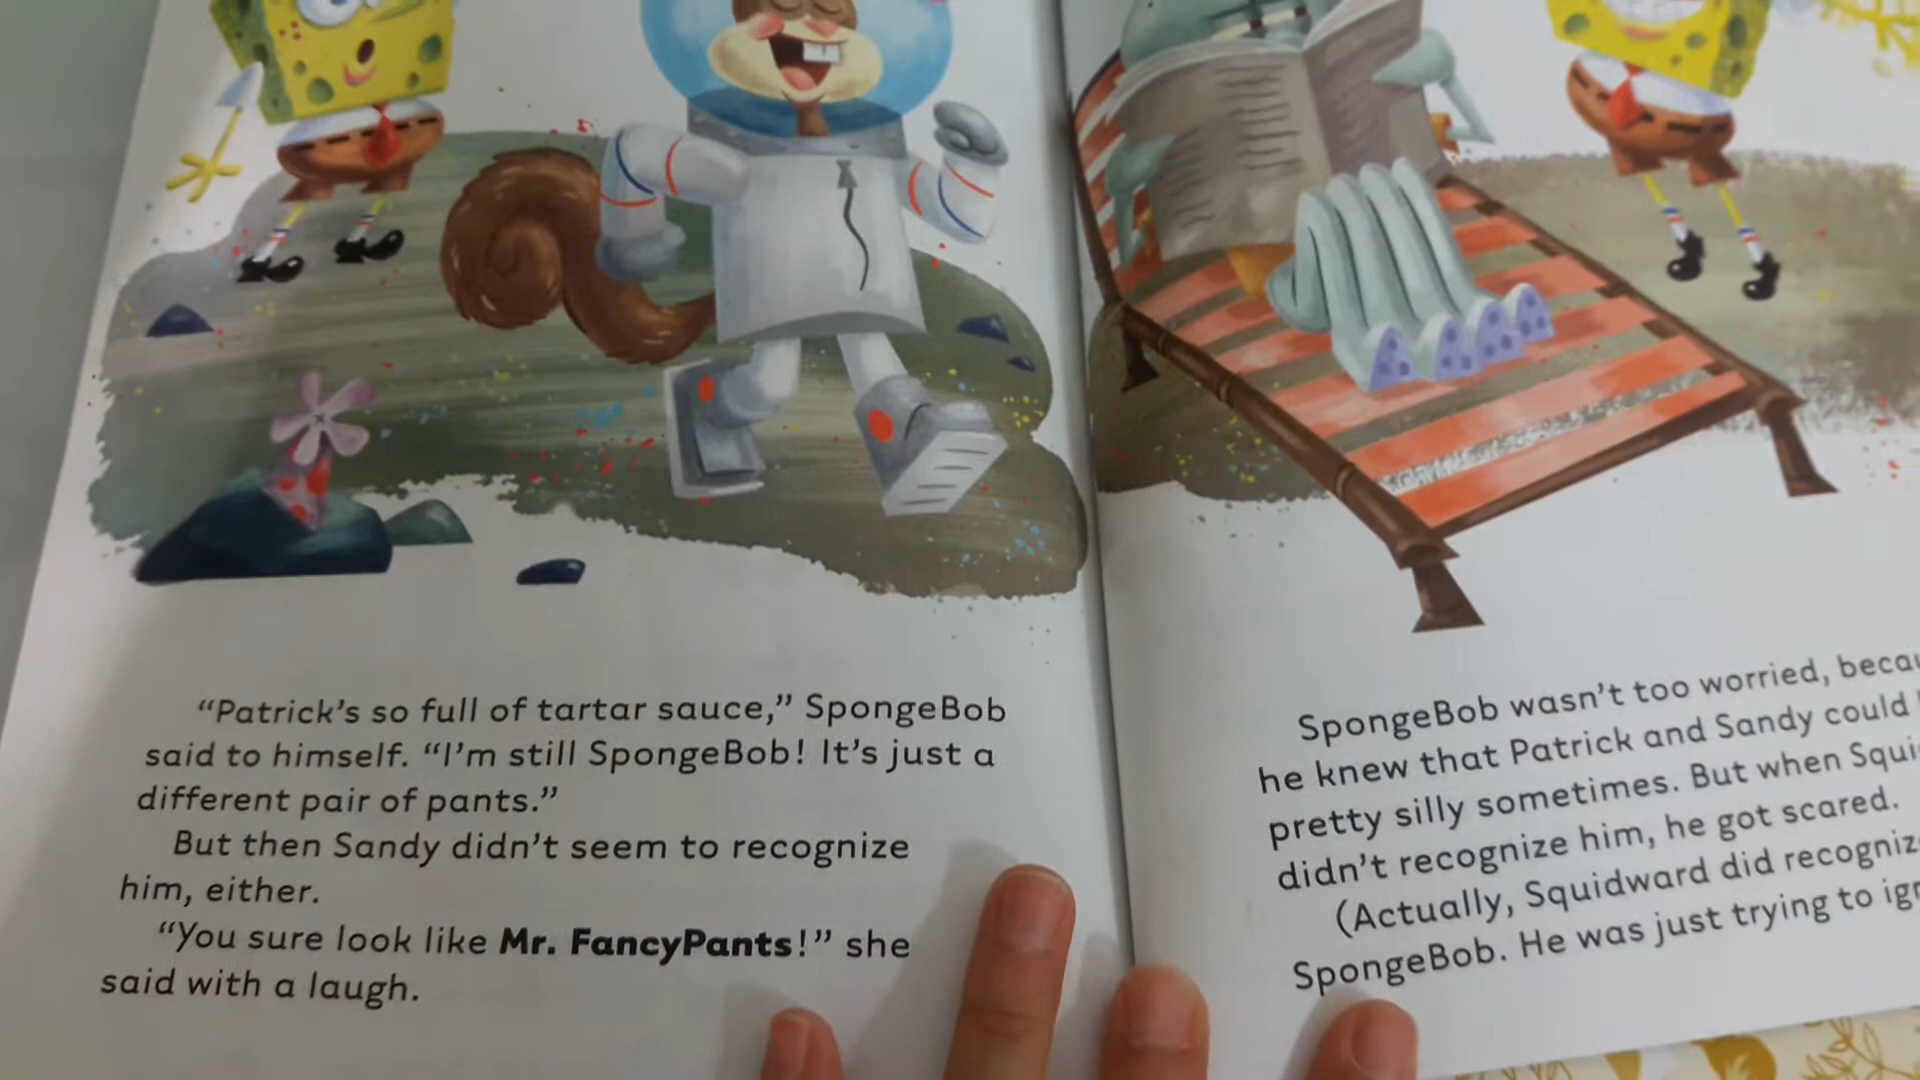 “Patrick’s so full of tartar sauce,” SpongeBob
said to himself. “I’m still SpongeBob! It’s just a
different pair of pants.”
But then Sandy didn’t seem to recognize
him, either.
“You sure look like Mr. FancyPants!” she
said with a laugh.
SpongeBob wasn’t too worried,
he knew that Patrick and Sandy could
pretty silly sometimes. But when
didn’t recognize him, he got scared.
(Actually, Squidward did
SpongeBob. He was just trying to